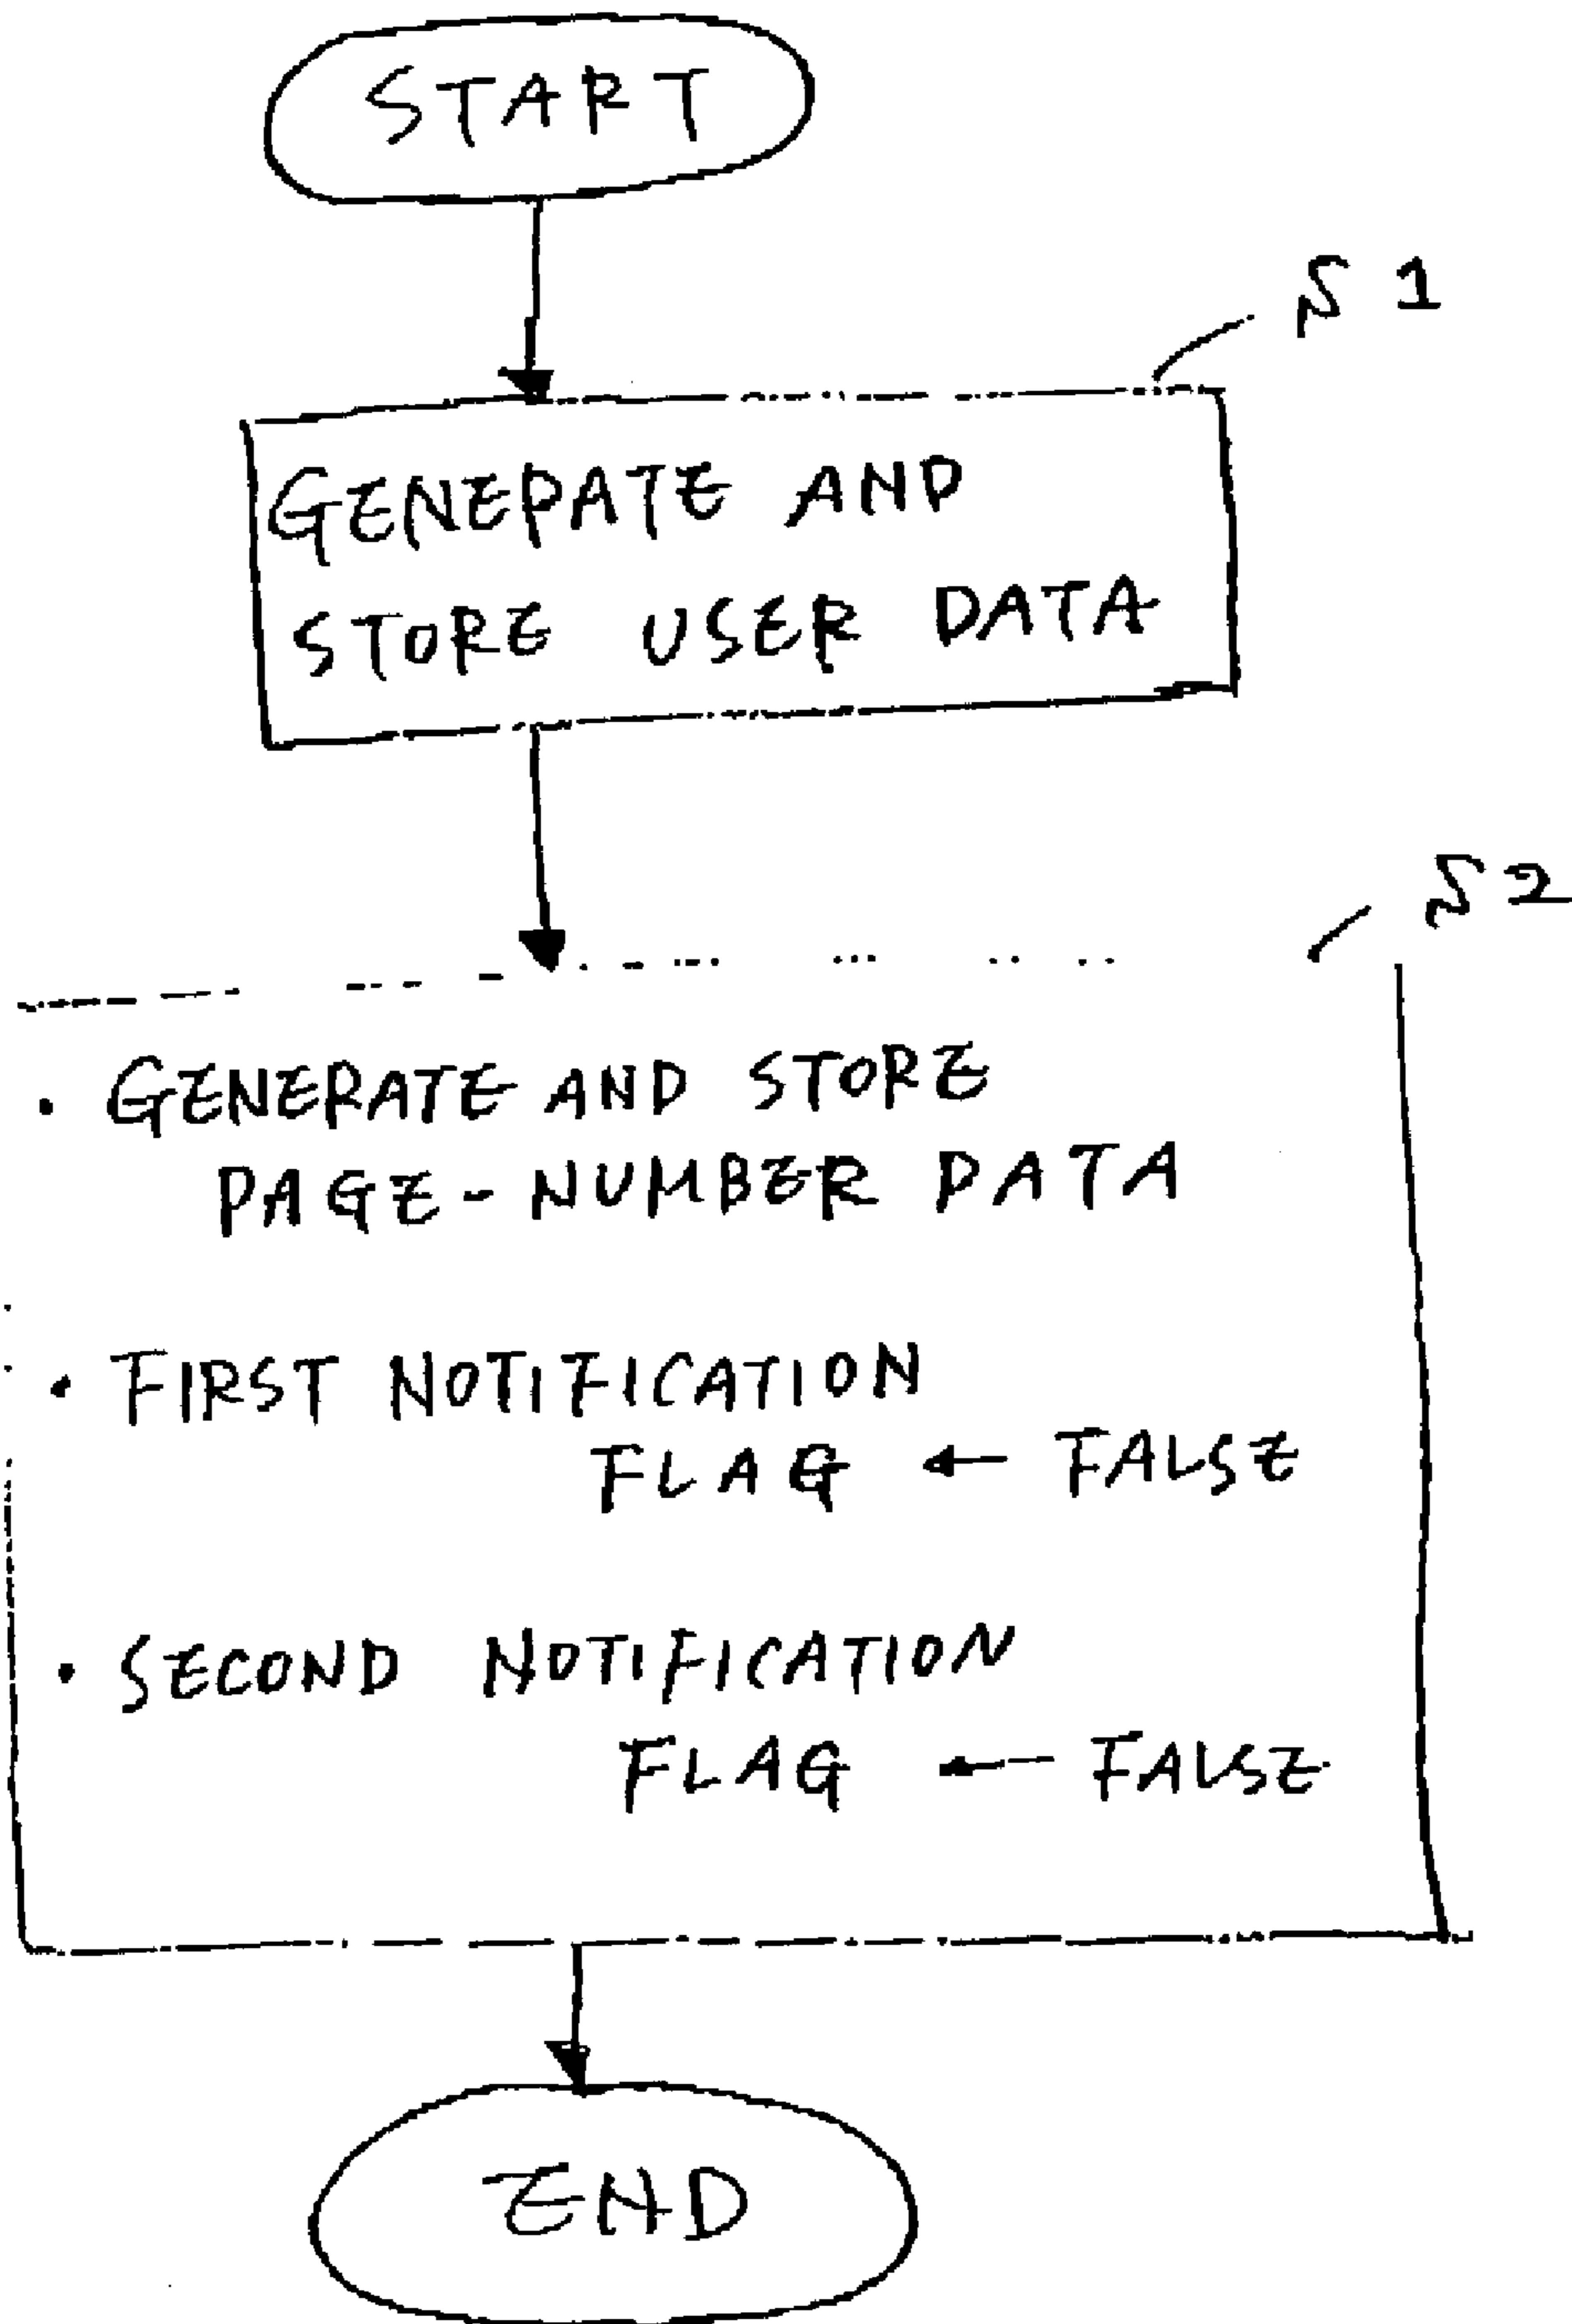 START
S1
GENERATE AND
STORE USER DATA
S2
· GENERATE AND STORE
PAGE-NUMBER DATA
· FIRST NOTIFICATION
FLAG ← FALSE
· SECOND NOTIFICATION
FLAG ← FALSE
END